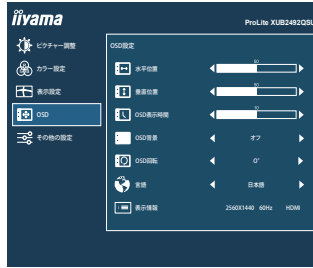 iiyama
ProLite XUB2492QSU
ピクチャー調整
カラー設定
表示設定
OSD
その他の設定
OSD設定
水平位置
50
垂直位置
50
OSD表示時間
10
OSD背景 オフ
OSD回転 0°
言語 日本語
表示情報 2560X1440 60Hz HDMI